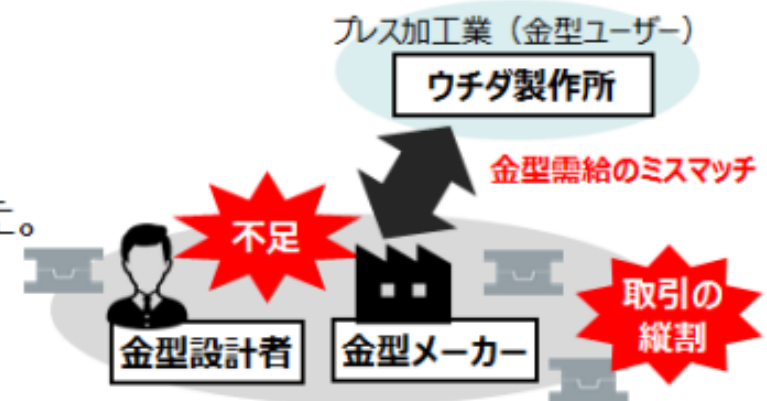 プレス加工業（金型ユーザー）
ウチダ製作所
金型需給のミスマッチ
た。
不足
取引の
縦割
金型設計者
金型メーカー